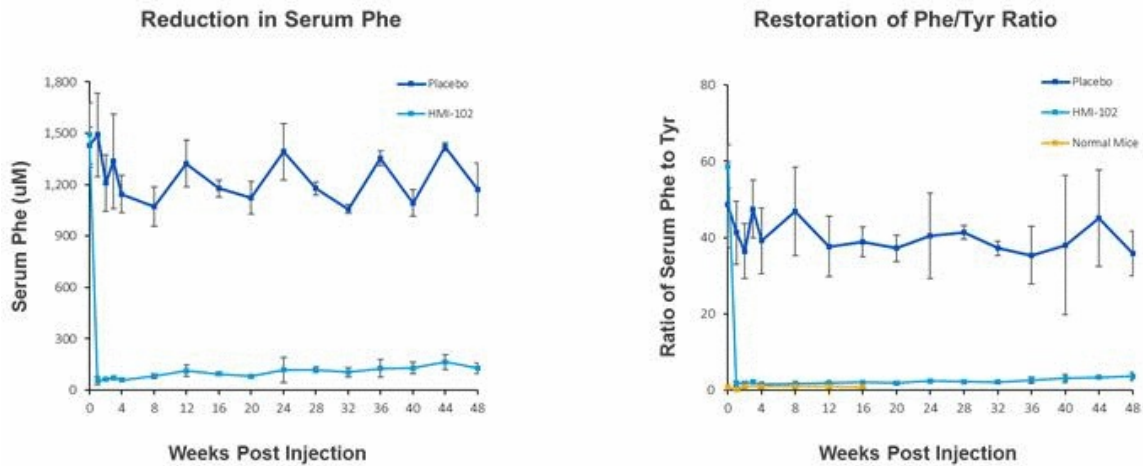 Reduction in Serum Phe
Serum Phe (uM)
1,800
1,500
1,200
900
600
300
0
Placebo
HMI-102
0 4 8 12 16 20 24 28 32 36 40 44 48
Weeks Post Injection
Restoration of Phe/Tyr Ratio
Ratio of Serum Phe to Tyr
80
60
40
20
0
Placebo
HMI-102
Normal Mice
0 4 8 12 16 20 24 28 32 36 40 44 48
Weeks Post Injection